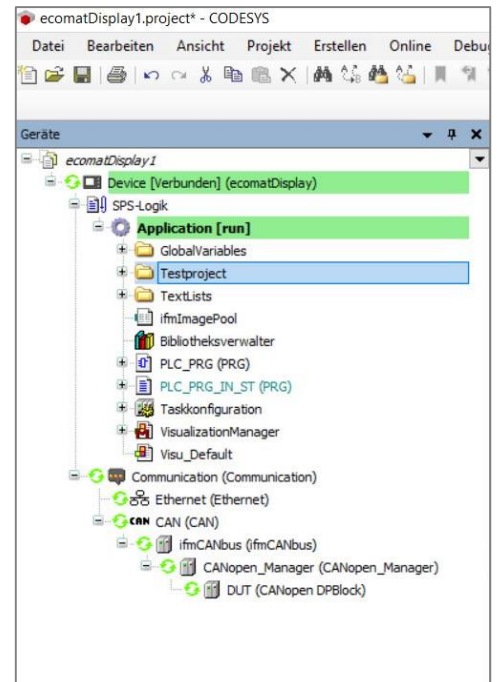 ecomatDisplay1.project* - CODESYS
Datei Bearbeiten Ansicht Projekt Erstellen Online Debu
Geräte
ecomatDisplay1
Device [Verbunden] (ecomatDisplay)
SPS-Logik
Application [run]
GlobalVariables
Testproject
TextLists
ifmImagePool
Bibliotheksverwalter
PLC_PRG (PRG)
PLC_PRG_IN_ST (PRG)
Taskkonfiguration
VisualizationManager
Visu_Default
Communication (Communication)
Ethernet (Ethernet)
CAN CAN (CAN)
ifmCANbus (ifmCANbus)
CANopen_Manager (CANopen_Manager)
DUT (CANopen DPBlock)